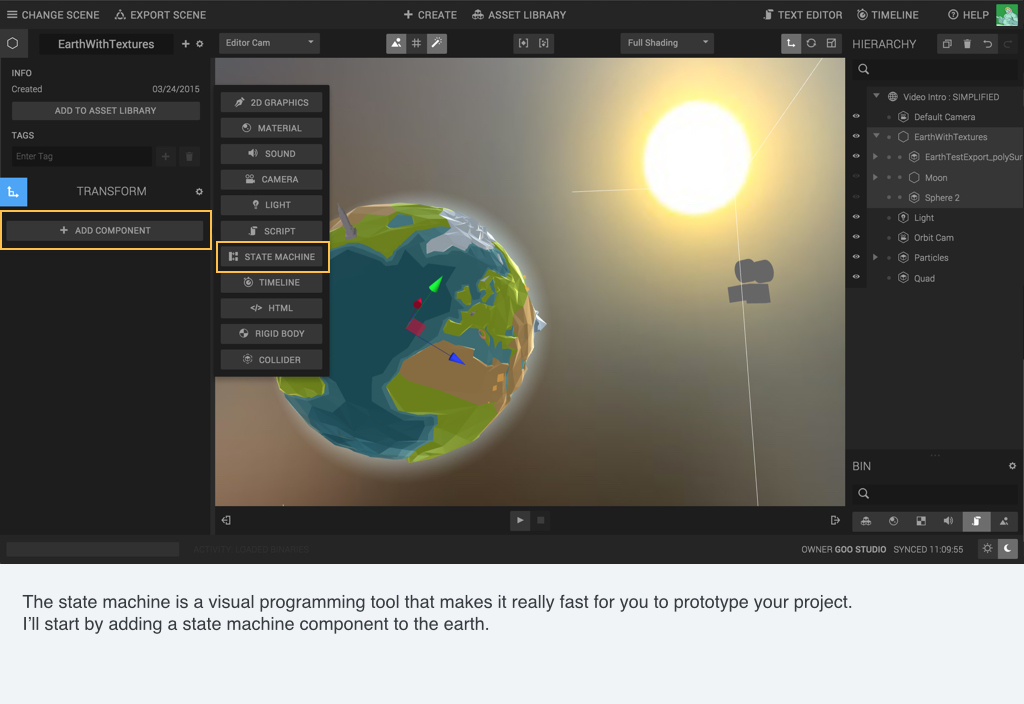 CHANGE SCENE
EXPORT SCENE
CREATE
ASSET LIBRARY
TEXT EDITOR
TIMELINE
HELP
EarthWithTextures
Editor Cam
Full Shading
HIERARCHY
INFO
Created 03/24/2015
ADD TO ASSET LIBRARY
TAGS
Enter Tag
TRANSFORM
ADD COMPONENT
2D GRAPHICS
MATERIAL
SOUND
CAMERA
LIGHT
SCRIPT
STATE MACHINE
TIMELINE
HTML
RIGID BODY
COLLIDER
Video Intro : SIMPLIFIED
Default Camera
EarthWithTextures
EarthTestExport_polySur
Moon
Sphere 2
Light
Orbit Cam
Particles
Quad
BIN
ACTIVITY: LOADED BINARIES
OWNER GOO STUDIO SYNCED 11:09:55
The state machine is a visual programming tool that makes it really fast for you to prototype your project.
I’ll start by adding a state machine component to the earth.